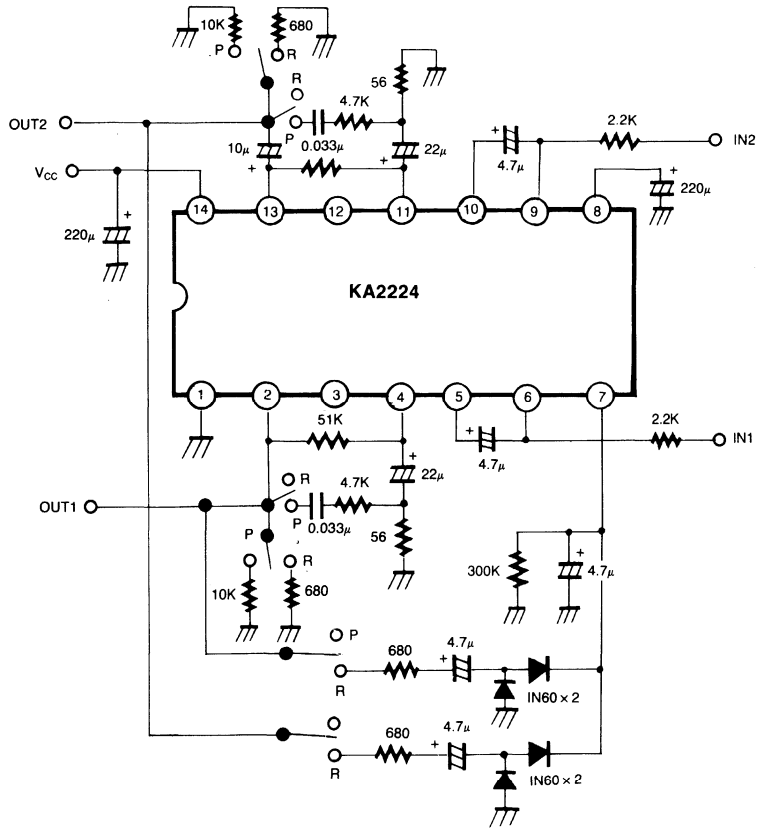 10K
680
P
R
56
R
4.7K
2.2K
OUT2
P
0.033μ
IN2
10μ
22μ
4.7μ
Vcc
+
+
+
+
220μ
+
220μ
14
13
12
11
10
9
8
KA2224
1
2
3
4
5
6
7
51K
+
4.7μ
2.2K
IN1
+
22μ
R
4.7K
OUT1
P
0.033μ
P
56
R
+
300K
4.7μ
10K
680
P
680
4.7μ
+
R
IN60 × 2
680
4.7μ
+
R
IN60 × 2